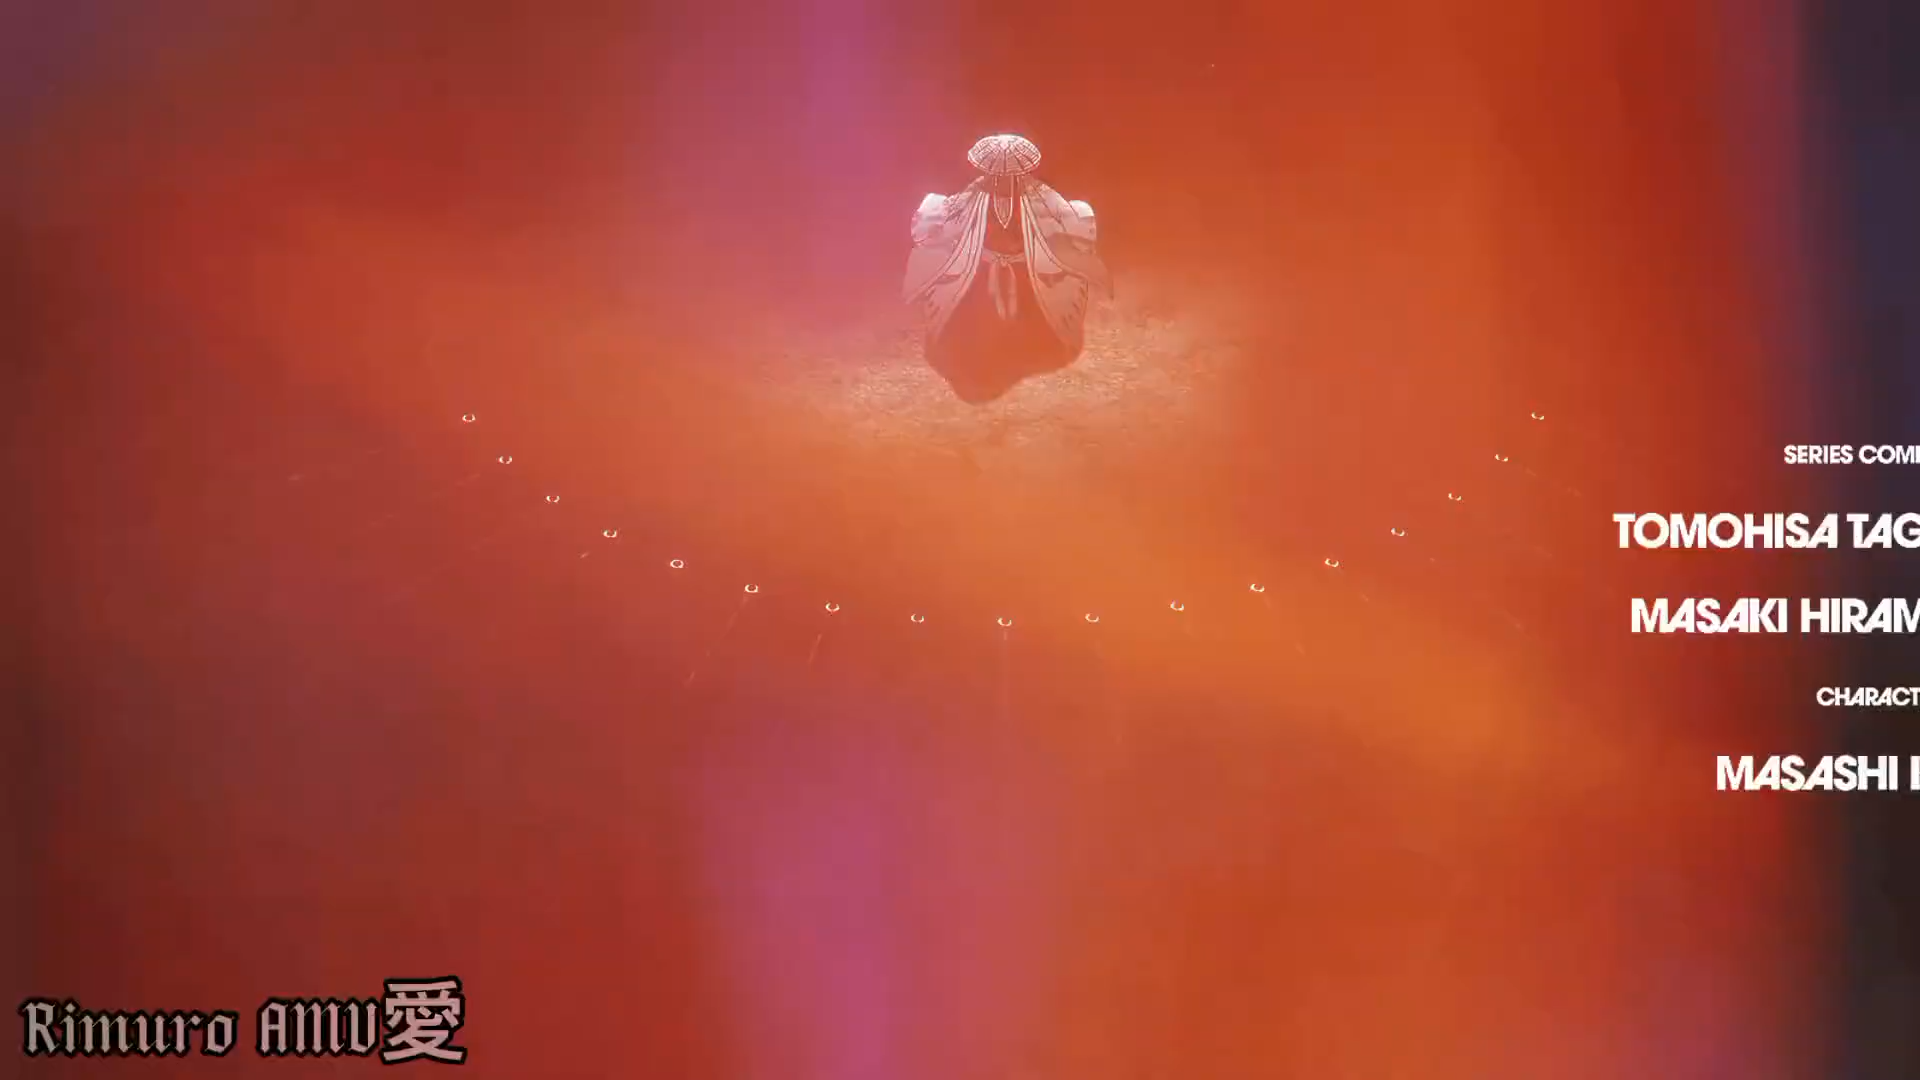 SERIES COM
TOMOHISA TAG
MASAKI HIRAM
CHARACT
MASASHI
Rimuro AMV愛